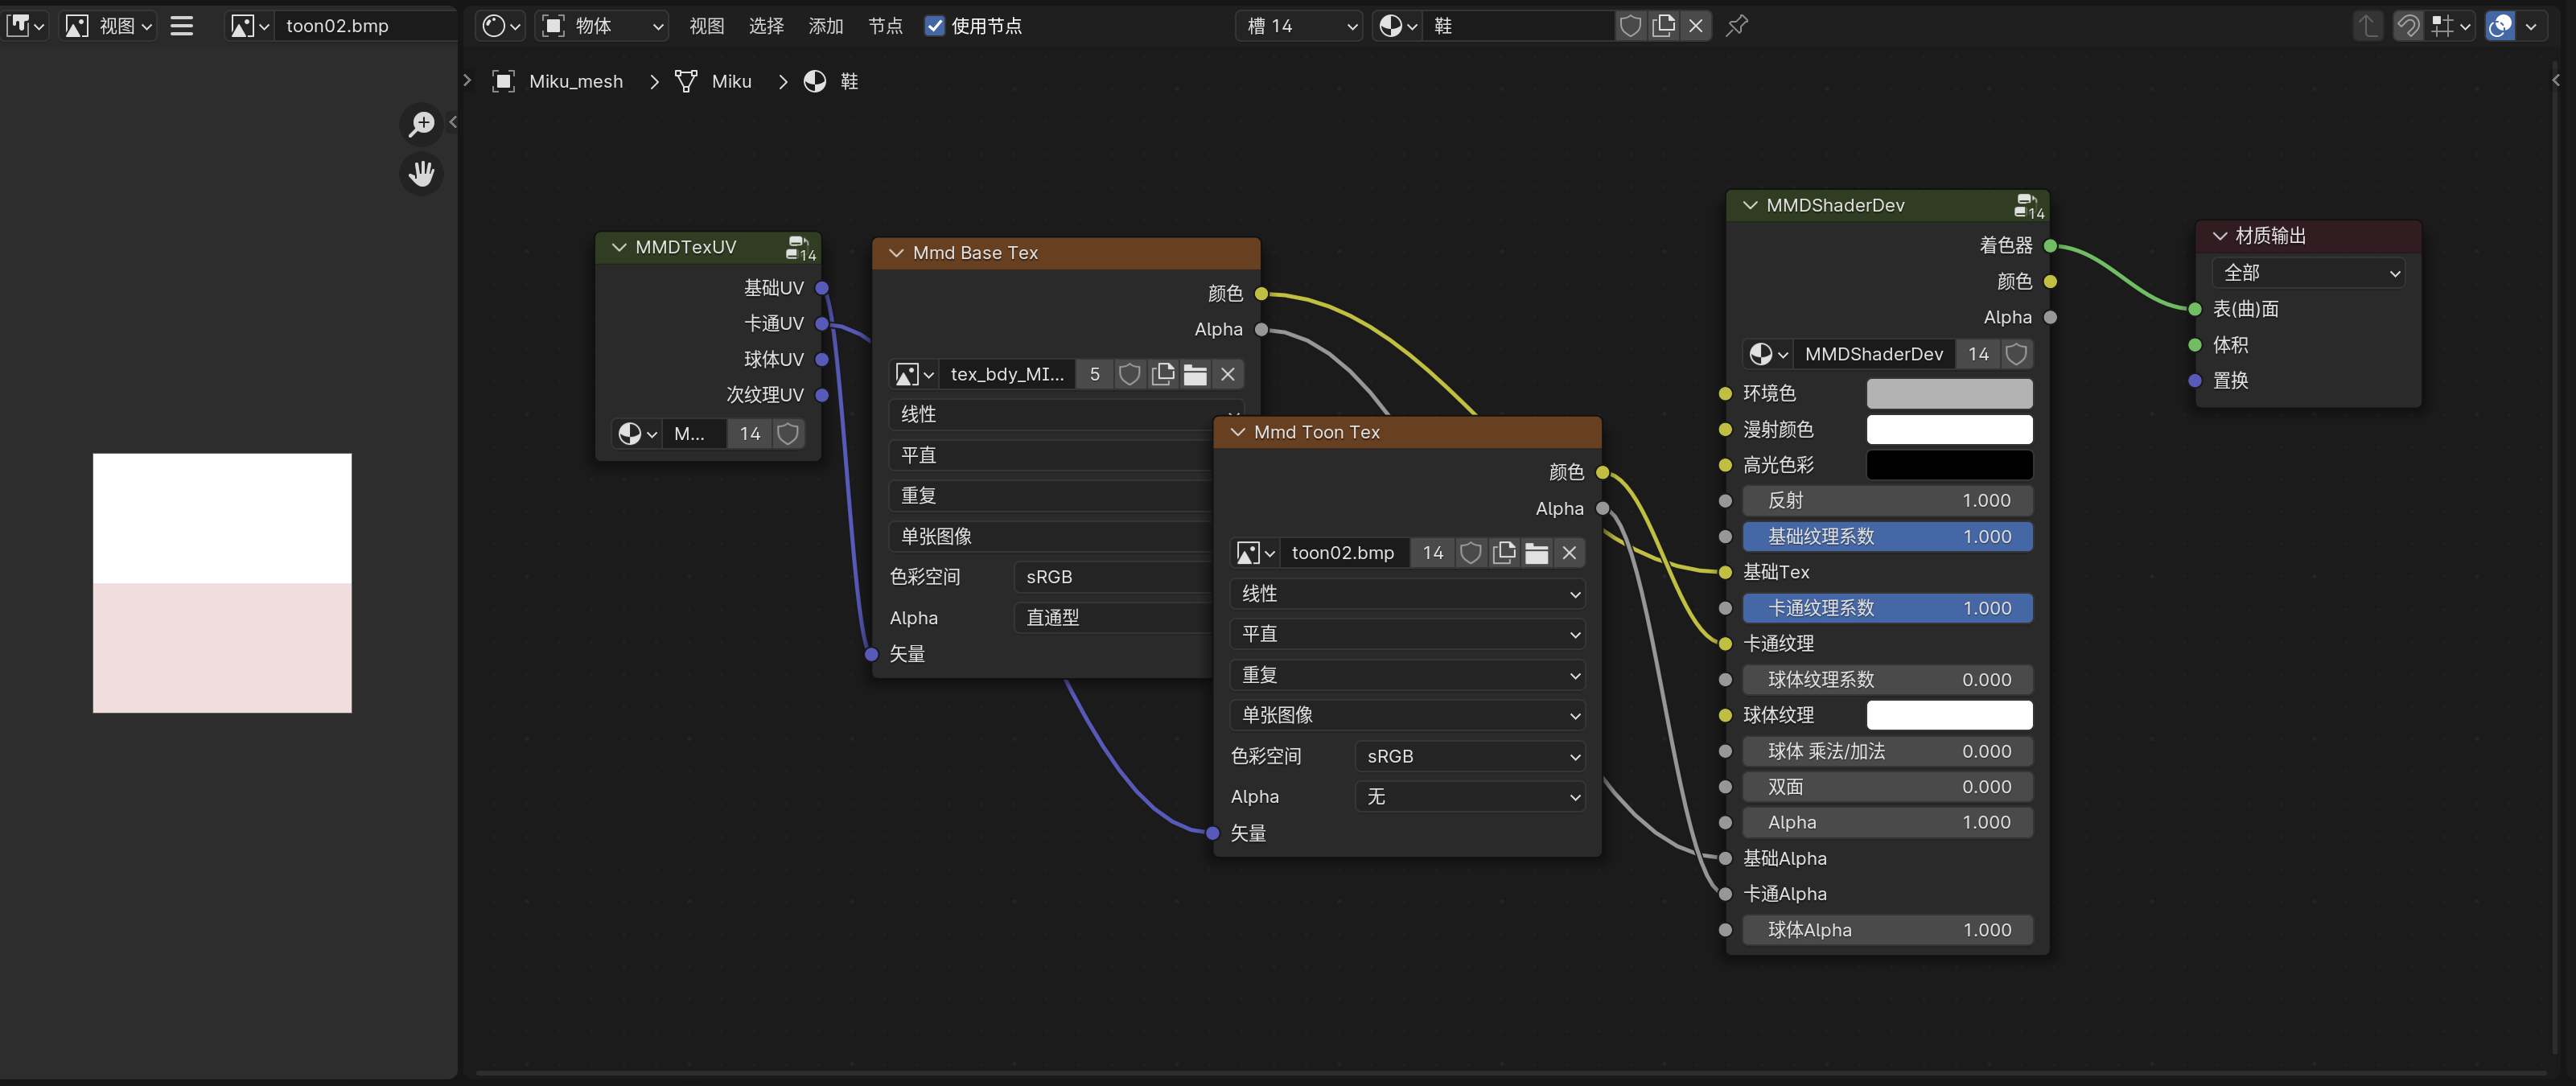 视图 toon02.bmp 物体 视图 选择 添加 节点 使用节点 槽 14 鞋
Miku_mesh Miku 鞋
MMDTexUV
14
基础UV
卡通UV
球体UV
次纹理UV
M... 14
Mmd Base Tex
颜色
Alpha
tex_bdy_MI... 5
线性
平直
重复
单张图像
色彩空间 sRGB
Alpha 直通型
矢量
Mmd Toon Tex
颜色
Alpha
toon02.bmp 14
线性
平直
重复
单张图像
色彩空间 sRGB
Alpha 无
矢量
MMDShaderDev
14
着色器
颜色
Alpha
MMDShaderDev 14
环境色
漫射颜色
高光色彩
反射 1.000
基础纹理系数 1.000
基础Tex
卡通纹理系数 1.000
卡通纹理
球体纹理系数 0.000
球体纹理
球体 乘法/加法 0.000
双面 0.000
Alpha 1.000
基础Alpha
卡通Alpha
球体Alpha 1.000
材质输出
全部
表(曲)面
体积
置换